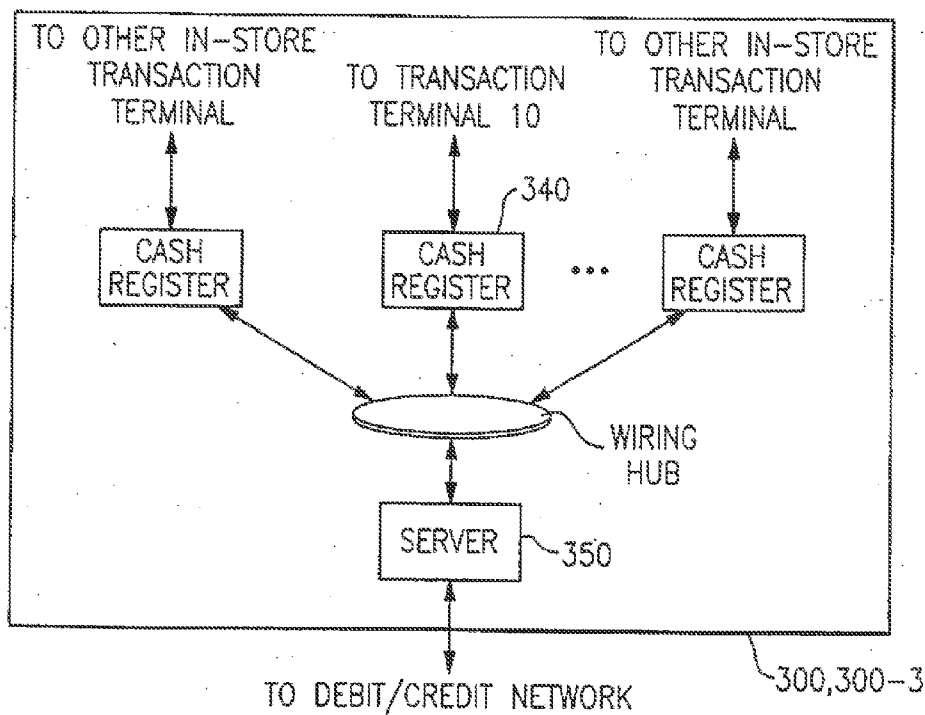 TO OTHER IN-STORE
TRANSACTION
TERMINAL
TO TRANSACTION
TERMINAL 10
TO OTHER IN-STORE
TRANSACTION
TERMINAL
340
CASH
REGISTER
CASH
REGISTER
•••
CASH
REGISTER
WIRING
HUB
SERVER
350
300,300-3
TO DEBIT/CREDIT NETWORK